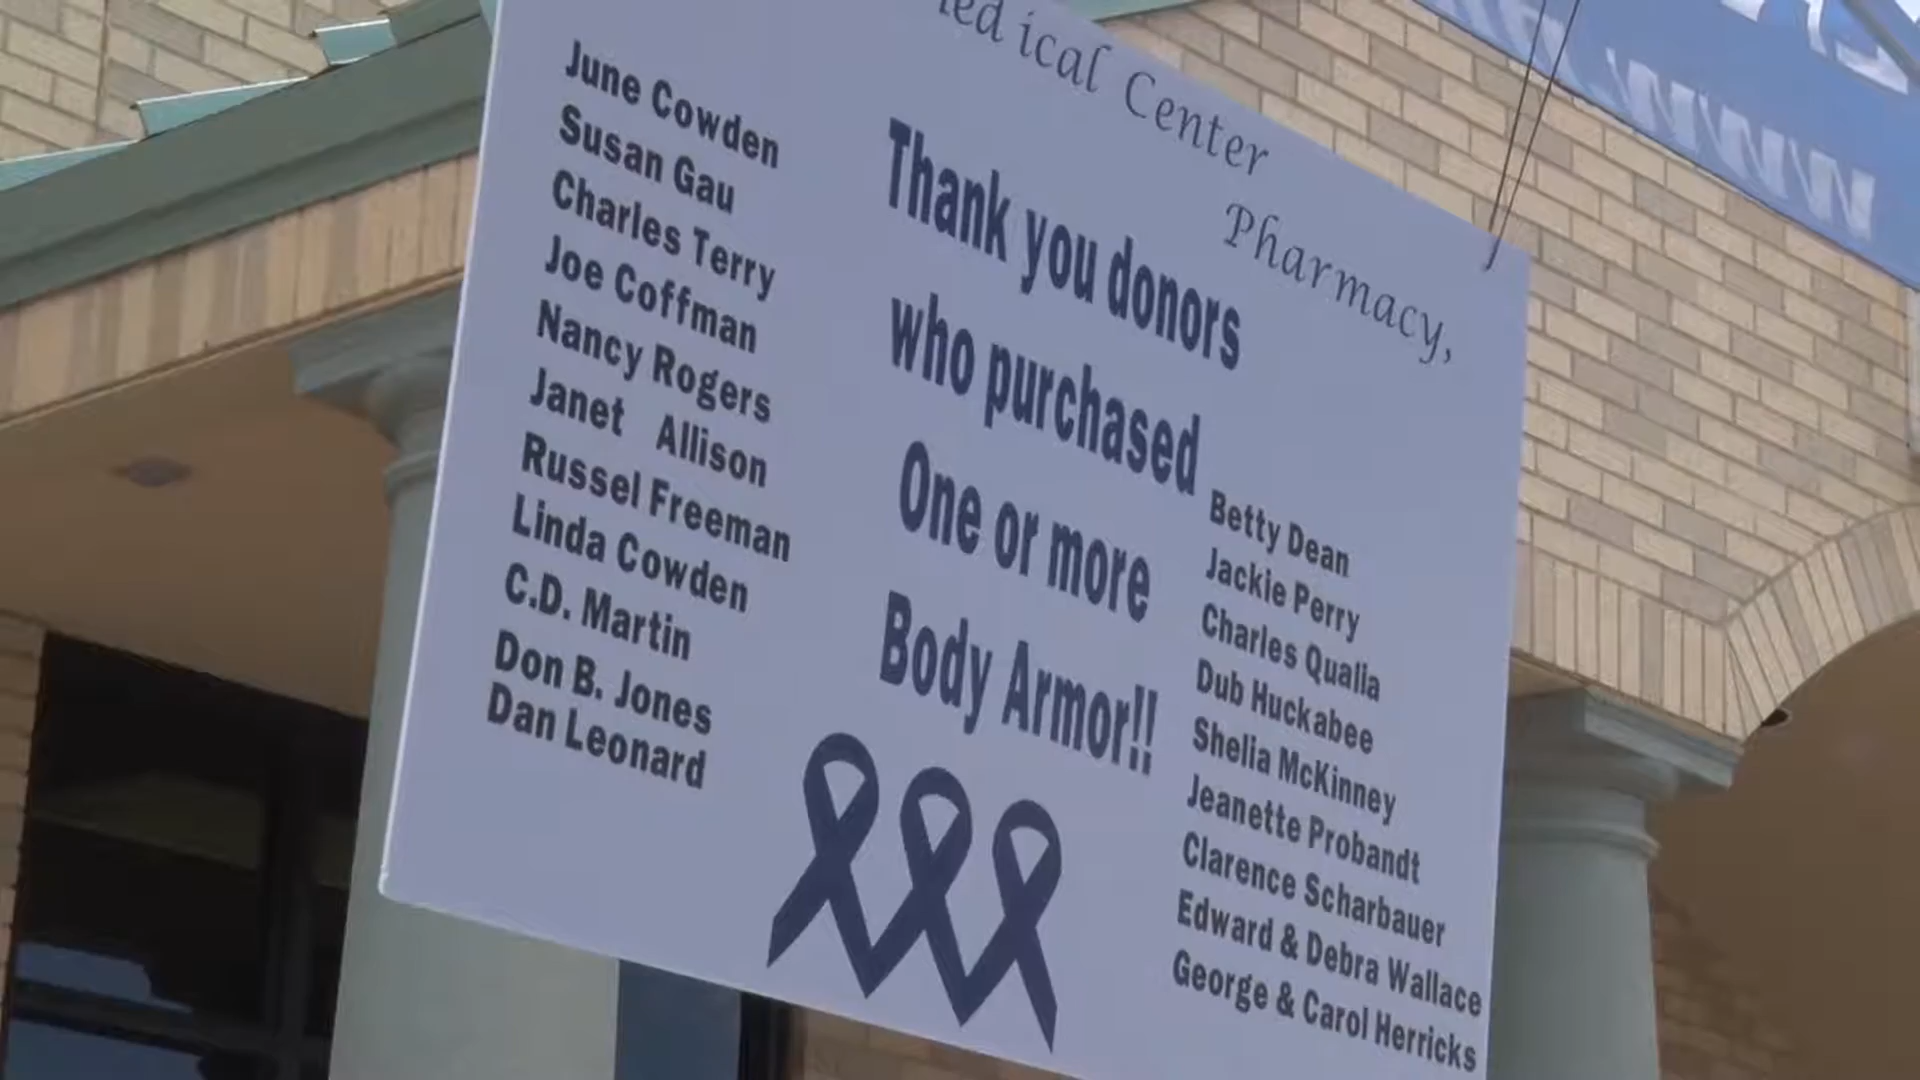 ical Center
Pharmacy,
June Cowden
Susan Gau
Charles Terry
Joe Coffman
Nancy Rogers
Janet Allison
Russel Freeman
Linda Cowden
C.D. Martin
Don B. Jones
Dan Leonard
Thank you donors
who purchased
One or more
Body Armor!!
Betty Dean
Jackie Perry
Charles Qualia
Dub Huckabee
Shelia McKinney
Jeanette Probandt
Clarence Scharbauer
Edward & Debra Wallace
George & Carol Herricks